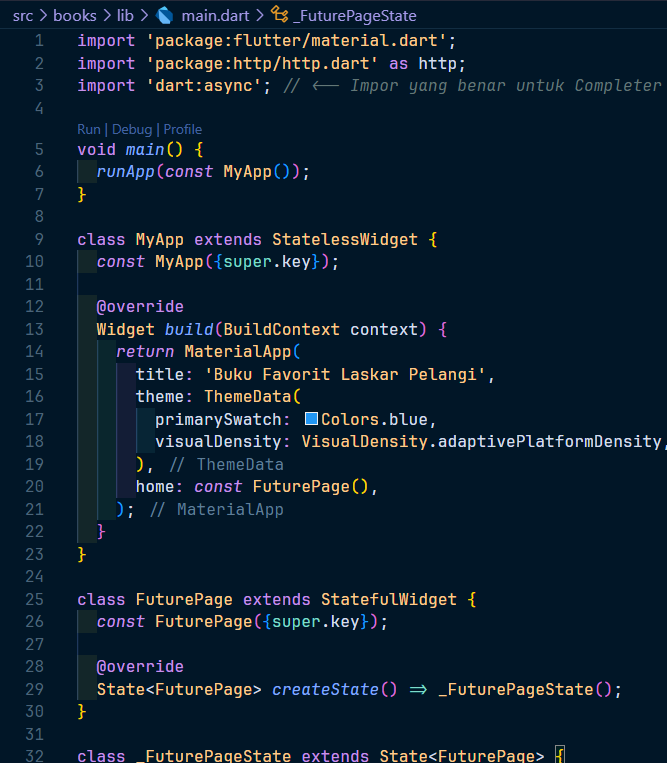 src > books > lib > main.dart > _FuturePageState
1 import 'package:flutter/material.dart';
2 import 'package:http/http.dart' as http;
3 import 'dart:async'; // <-- Impor yang benar untuk Completer
4
Run | Debug | Profile
5 void main() {
6   runApp(const MyApp());
7 }
8
9 class MyApp extends StatelessWidget {
10   const MyApp({super.key});
11
12   @override
13   Widget build(BuildContext context) {
14     return MaterialApp(
15       title: 'Buku Favorit Laskar Pelangi',
16       theme: ThemeData(
17         primarySwatch: Colors.blue,
18         visualDensity: VisualDensity.adaptivePlatformDensity,
19       ), // ThemeData
20       home: const FuturePage(),
21     ); // MaterialApp
22   }
23 }
24
25 class FuturePage extends StatefulWidget {
26   const FuturePage({super.key});
27
28   @override
29   State<FuturePage> createState() => _FuturePageState();
30 }
31
32 class _FuturePageState extends State<FuturePage> {